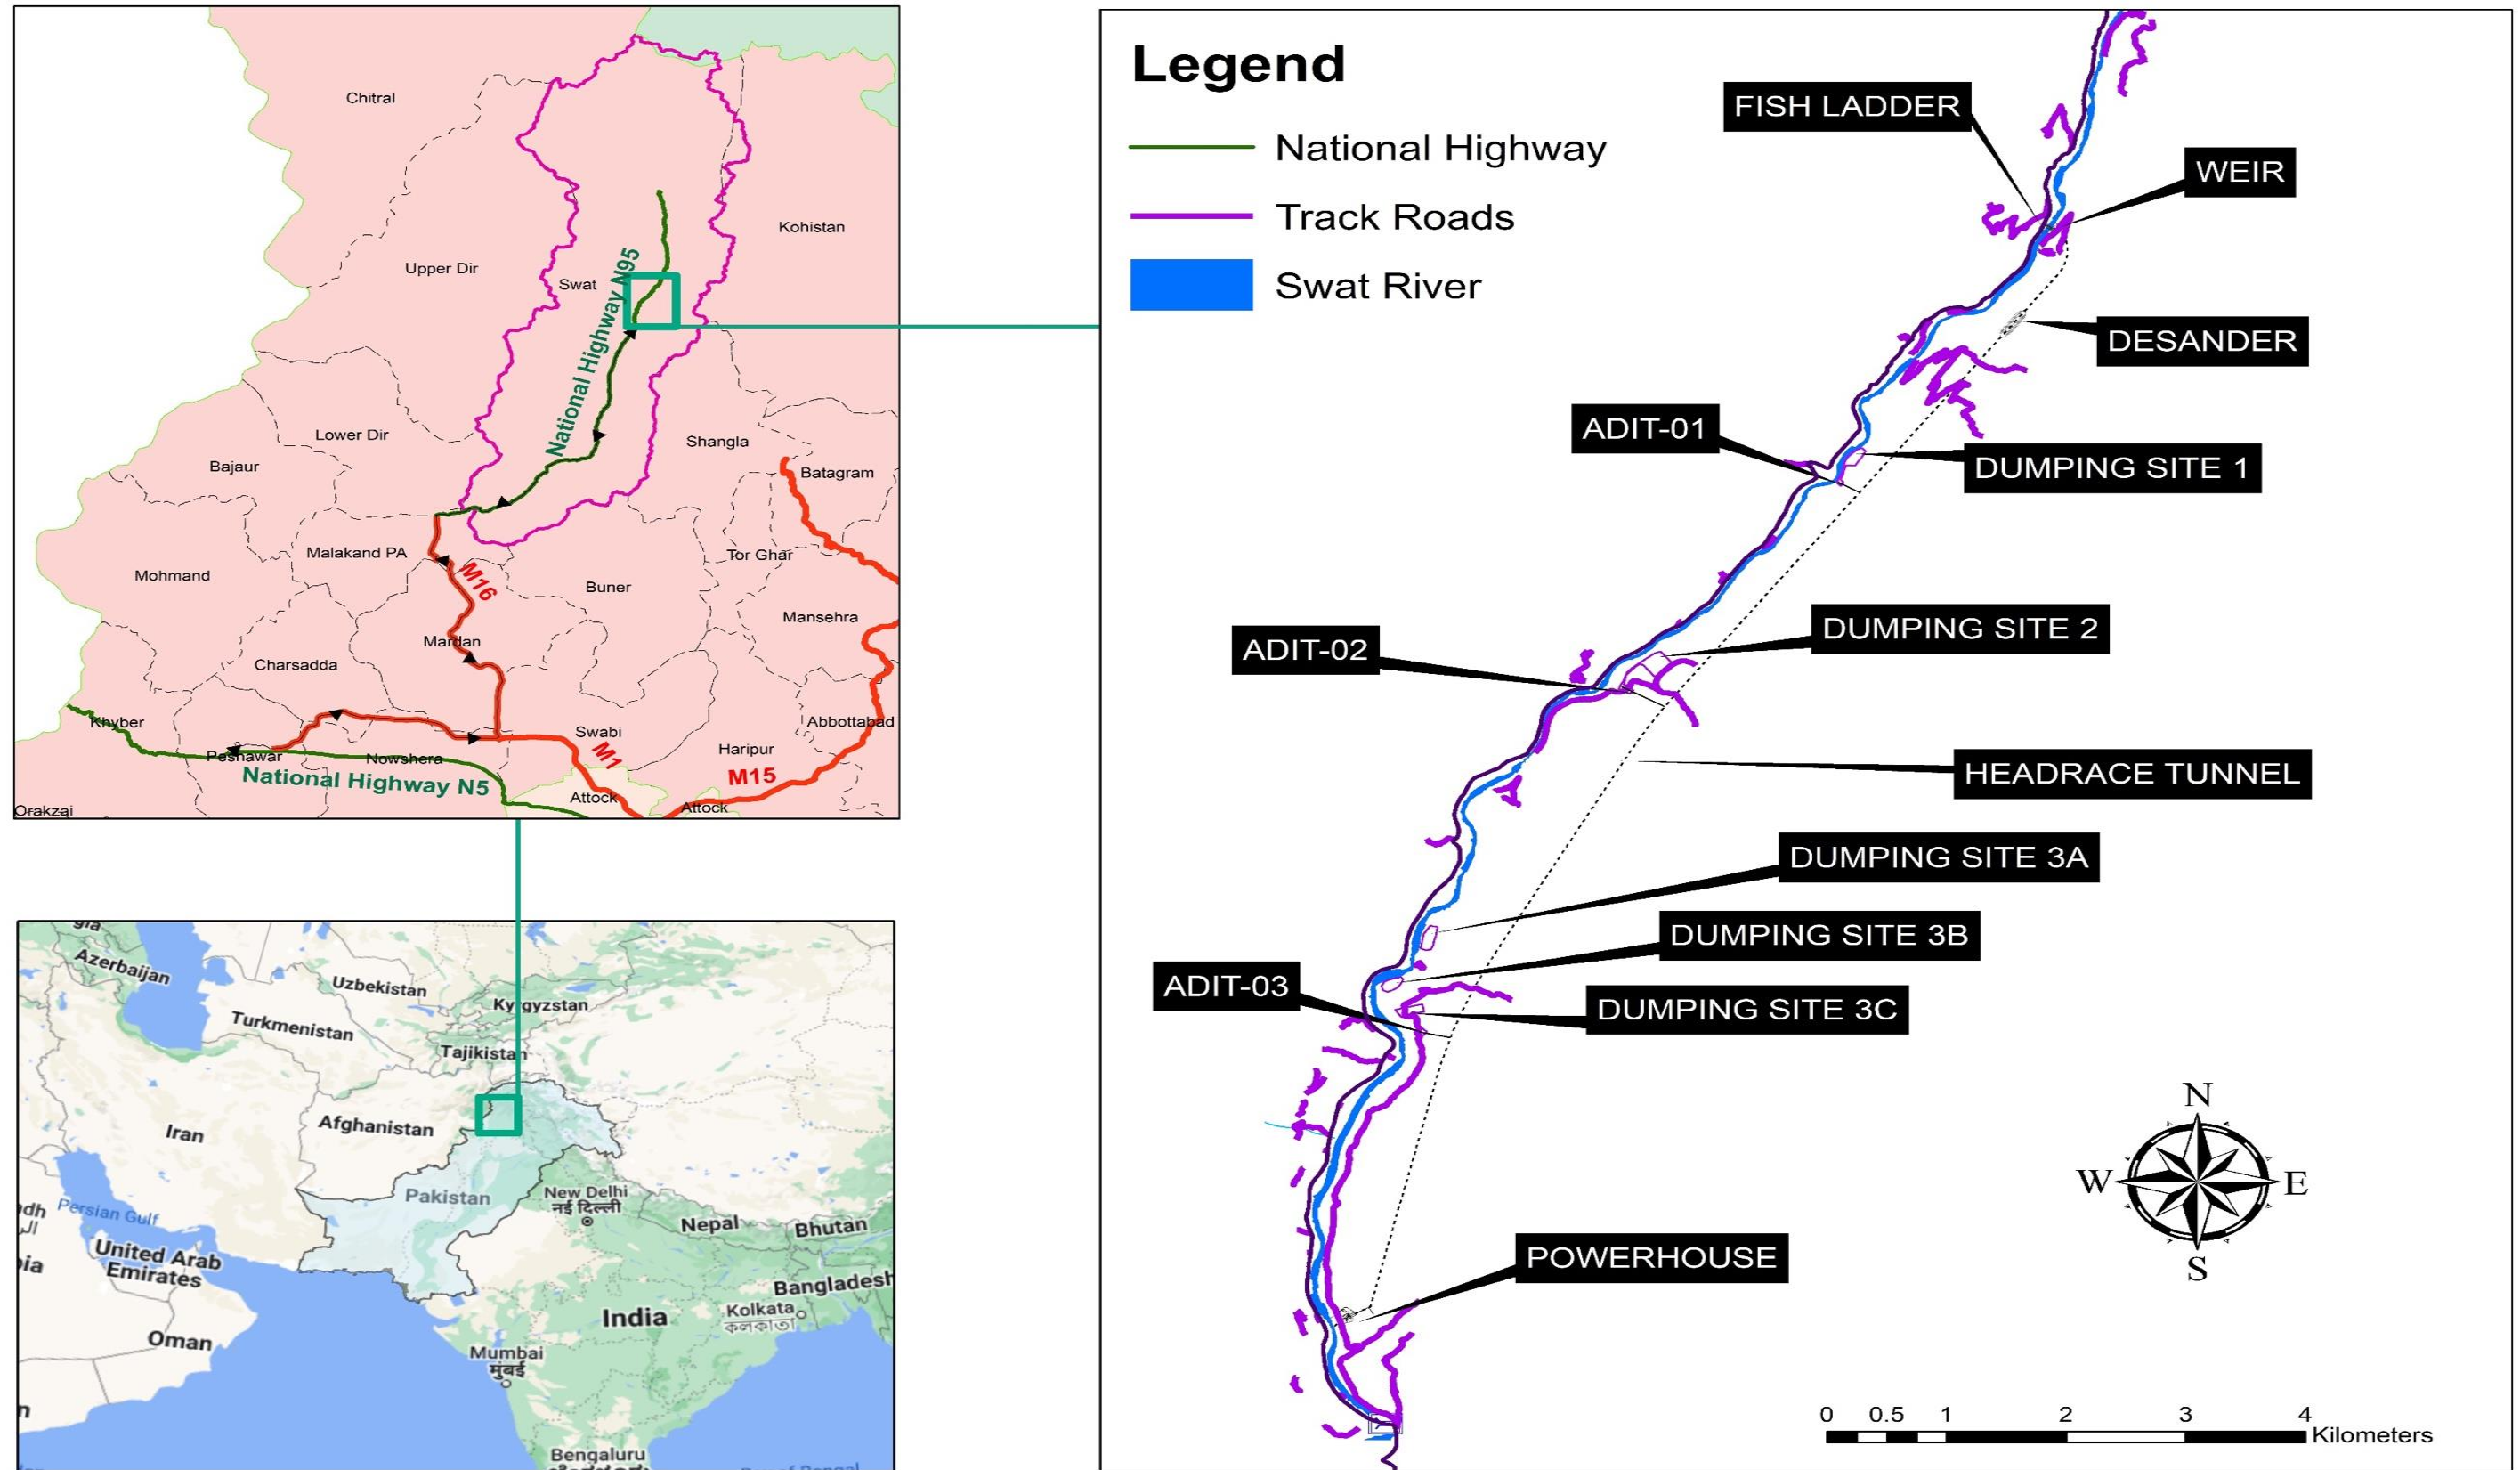 Chitral
Kohistan
Upper Dir
Swat
National Highway N95
Lower Dir
Shangla
Bajaur
Batagram
Malakand PA
Tor Ghar
Mohmand
M16
Buner
Mansehra
Mardan
Charsadda
Khyber
Abbottabad
Swabi
Peshawar
Nowshera
M1
Haripur
National Highway N5
M15
Attock
Attock
Orakzai
Azerbaijan
Uzbekistan
Kyrgyzstan
Turkmenistan
Tajikistan
Iran
Afghanistan
Pakistan
New Delhi
नई दिल्ली
Persian Gulf
Nepal
Bhutan
United Arab
Emirates
Bangladesh
India
Kolkata
কলকাতা
Oman
Mumbai
मुंबई
Bengaluru
Legend
National Highway
Track Roads
Swat River
FISH LADDER
WEIR
DESANDER
ADIT-01
DUMPING SITE 1
DUMPING SITE 2
ADIT-02
HEADRACE TUNNEL
DUMPING SITE 3A
DUMPING SITE 3B
ADIT-03
DUMPING SITE 3C
N
W
E
S
POWERHOUSE
0 0.5 1 2 3 4
Kilometers